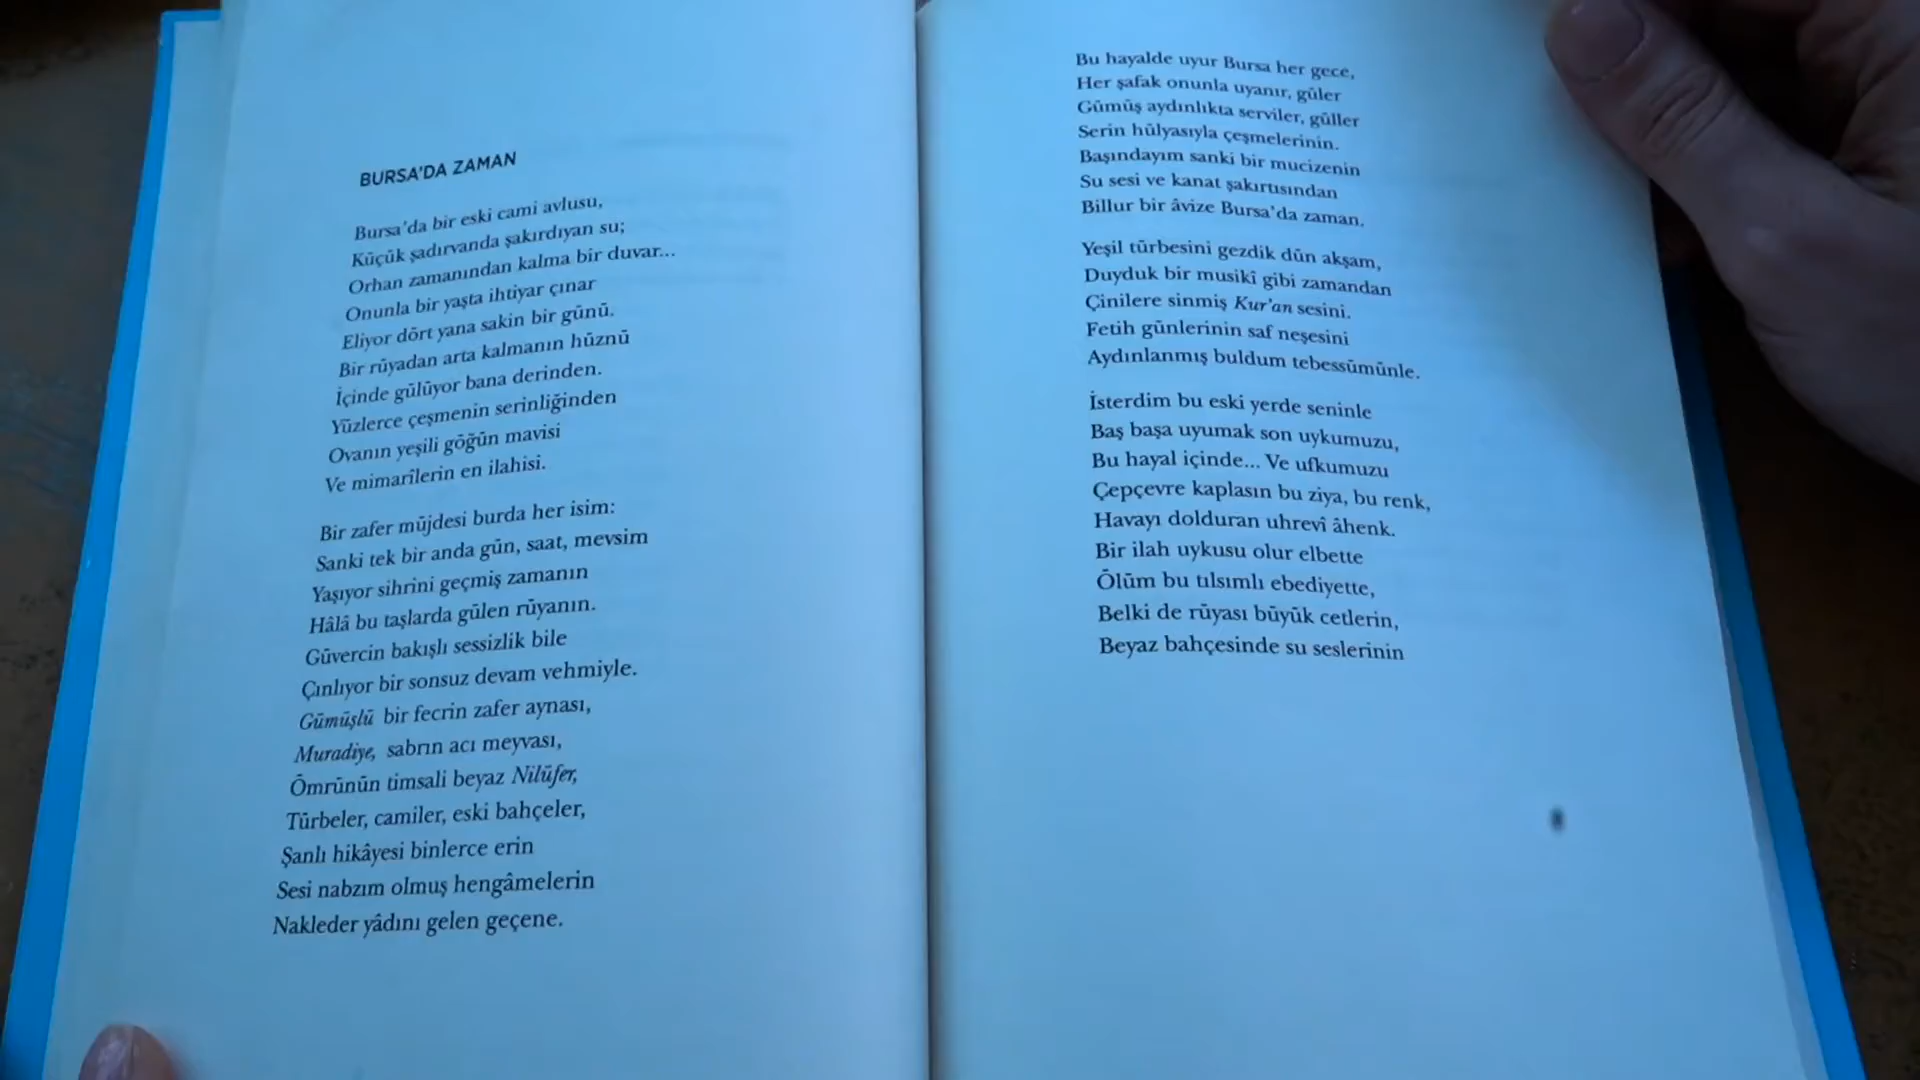 BURSA'DA ZAMAN
Bursa'da bir eski cami avlusu,
Küçük şadırvanda şakırdıyan su;
Orhan zamanından kalma bir duvar...
Onunla bir yaşta ihtiyar çınar
Eliyor dört yana sakin bir günü.
Bir rüyadan arta kalmanın hüznü
İçinde gülüyor bana derinden.
Yüzlerce çeşmenin serinliğinden
Ovanın yeşili göğün mavisi
Ve mimarîlerin en ilahisi.
Bir zafer müjdesi burda her isim:
Sanki tek bir anda gün, saat, mevsim
Yaşıyor sihrini geçmiş zamanın
Hâlâ bu taşlarda gülen rüyanın.
Güvercin bakışlı sessizlik bile
Çınlıyor bir sonsuz devam vehmiyle.
Gümüşlü bir fecrin zafer aynası,
Muradiye, sabrın acı meyvası,
Ömrünün timsali beyaz Nilüfer,
Türbeler, camiler, eski bahçeler,
Şanlı hikâyesi binlerce erin
Sesi nabzım olmuş hengâmelerin
Nakleder yâdını gelen geçene.
Bu hayalde uyur Bursa her gece,
Her şafak onunla uyanır, güler
Gümüş aydınlıkta serviler, güller
Serin hülyasıyla çeşmelerinin.
Başındayım sanki bir mucizenin
Su sesi ve kanat şakırtısından
Billur bir âvize Bursa'da zaman.
Yeşil türbesini gezdik dün akşam,
Duyduk bir musikî gibi zamandan
Çinilere sinmiş Kur'an sesini.
Fetih günlerinin saf neşesini
Aydınlanmış buldum tebessümünle.
İsterdim bu eski yerde seninle
Baş başa uyumak son uykumuzu,
Bu hayal içinde... Ve ufkumuzu
Çepçevre kaplasın bu ziya, bu renk,
Havayı dolduran uhrevî âhenk.
Bir ilah uykusu olur elbette
Ölüm bu tılsımlı ebediyette,
Belki de rüyası büyük cetlerin,
Beyaz bahçesinde su seslerinin